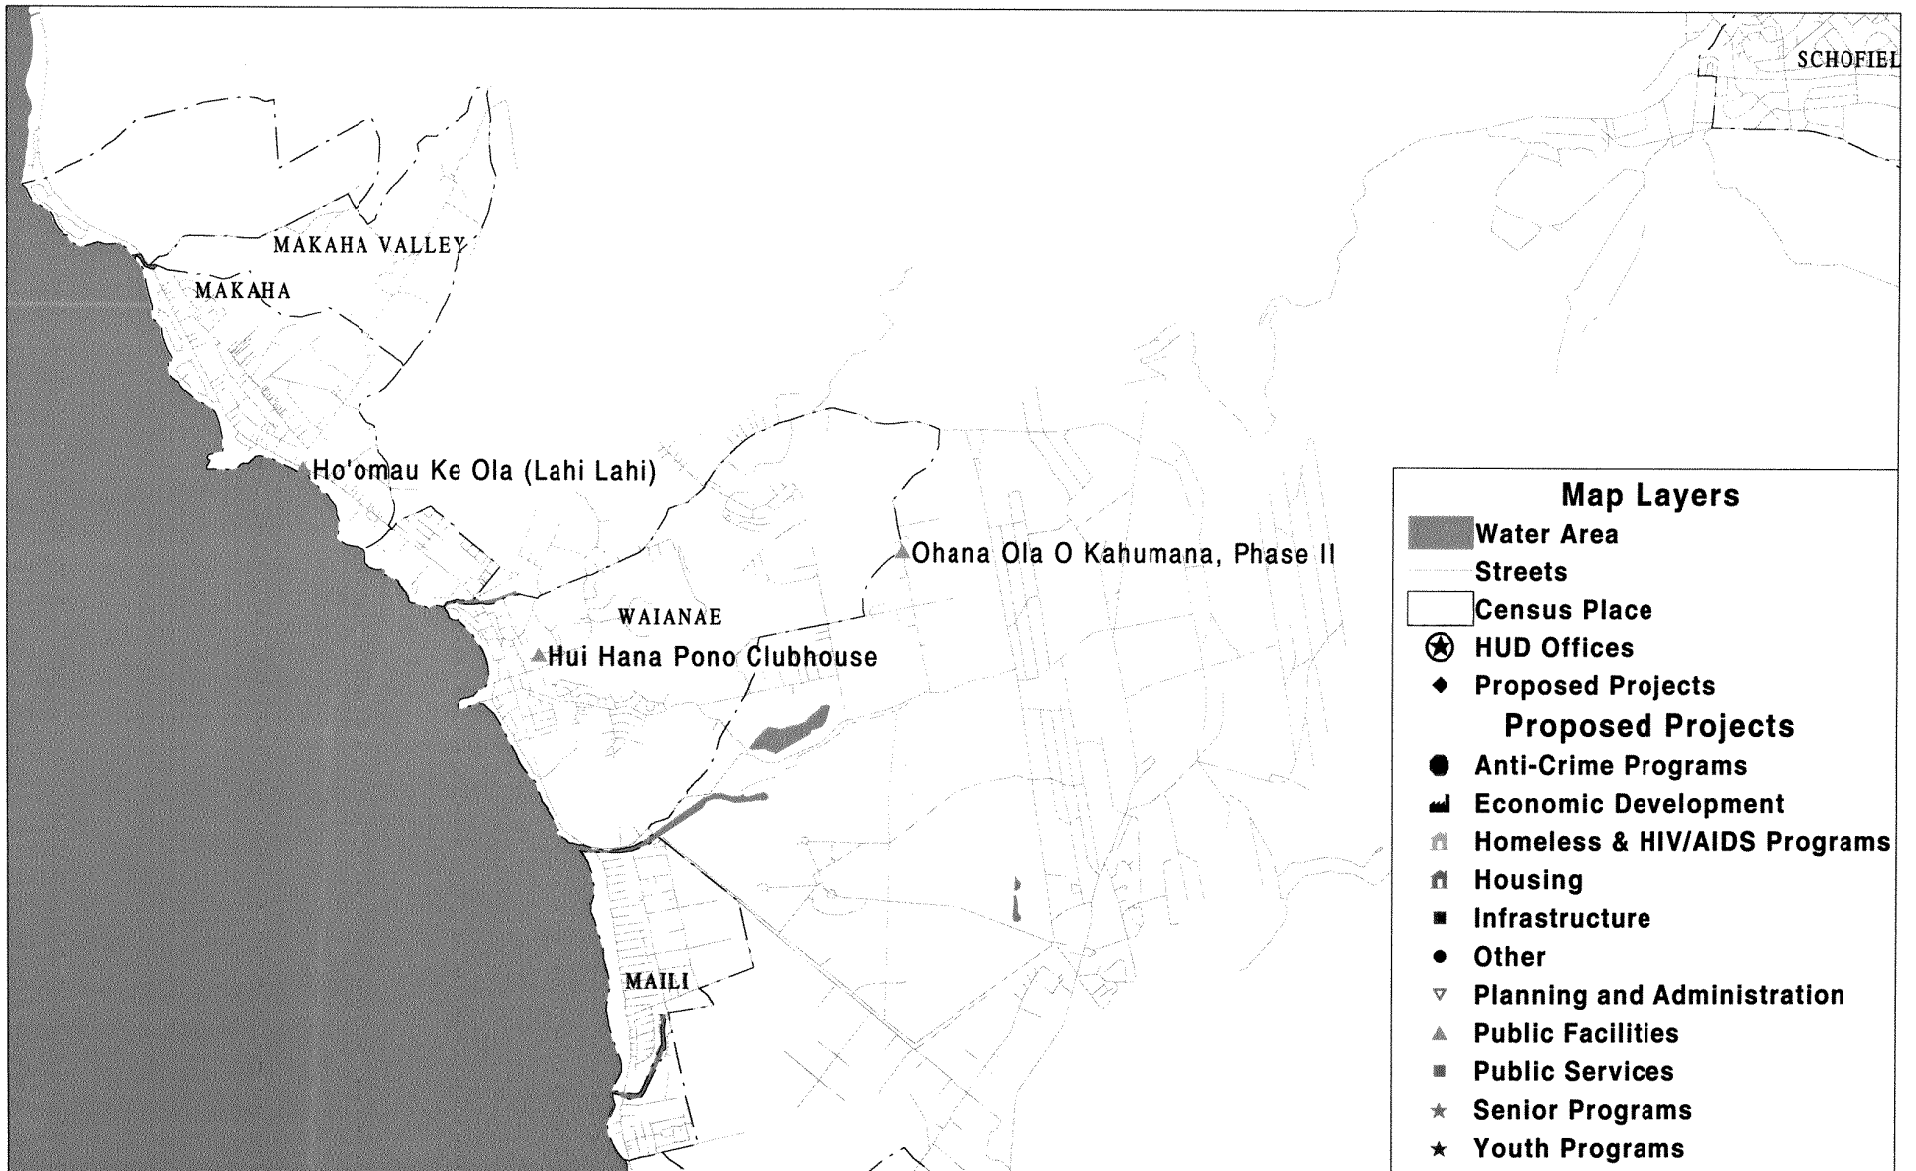 SCHOFIEL
MAKAHA VALLEY
MAKAHA
Ho'omau Ke Ola (Lahi Lahi)
Ohana Ola O Kahumana, Phase II
WAIANAE
Hui Hana Pono Clubhouse
MAILI
Map Layers
Water Area
Streets
Census Place
HUD Offices
Proposed Projects
Proposed Projects
Anti-Crime Programs
Economic Development
Homeless & HIV/AIDS Programs
Housing
Infrastructure
Other
Planning and Administration
Public Facilities
Public Services
Senior Programs
Youth Programs